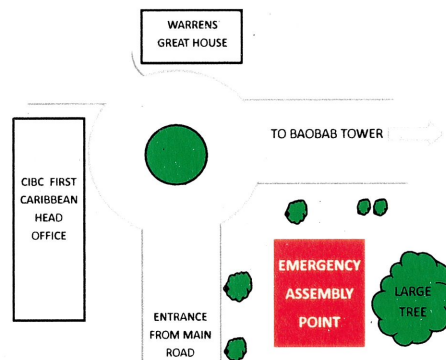 WARRENS
GREAT HOUSE
TO BAOBAB TOWER
CIBC FIRST
CARIBBEAN
HEAD
OFFICE
EMERGENCY
ASSEMBLY
POINT
LARGE
TREE
ENTRANCE
FROM MAIN
ROAD